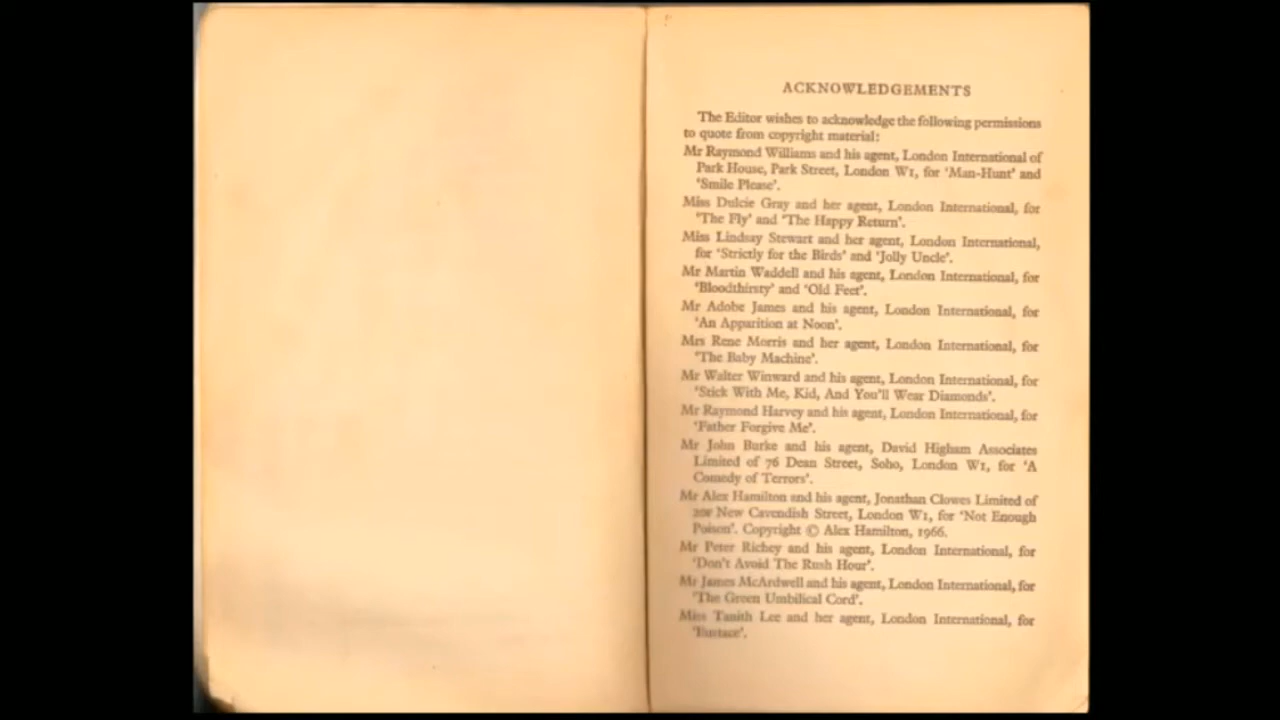 ACKNOWLEDGEMENTS
The Editor wishes to acknowledge the following permissions
to quote from copyright material:
Mr Raymond Williams and his agent, London International of
Park House, Park Street, London W1, for 'Man-Hunt' and
'Smile Please'.
Miss Dulcie Gray and her agent, London International, for
'The Fly' and 'The Happy Return'.
Miss Lindsay Stewart and her agent, London International,
for 'Strictly for the Birds' and 'Jolly Uncle'.
Mr Martin Waddell and his agent, London International, for
'Bloodthirsty' and 'Old Feet'.
Mr Adobe James and his agent, London International, for
'An Apparition at Noon'.
Mrs Rene Morris and her agent, London International, for
'The Baby Machine'.
Mr Walter Winward and his agent, London International, for
'Stick With Me, Kid, And You'll Wear Diamonds'.
Mr Raymond Harvey and his agent, London International, for
'Father Forgive Me'.
Mr John Burke and his agent, David Higham Associates
Limited of 76 Dean Street, Soho, London W1, for 'A
Comedy of Terrors'.
Mr Alex Hamilton and his agent, Jonathan Clowes Limited of
New Cavendish Street, London W1, for 'Not Enough
Poison'. Copyright © Alex Hamilton, 1966.
Mr Peter Richey and his agent, London International, for
'Don't Avoid The Rush Hour'.
Mr James McArdwell and his agent, London International, for
'The Green Umbilical Cord'.
Miss Tanith Lee and her agent, London International, for
'Eustace'.